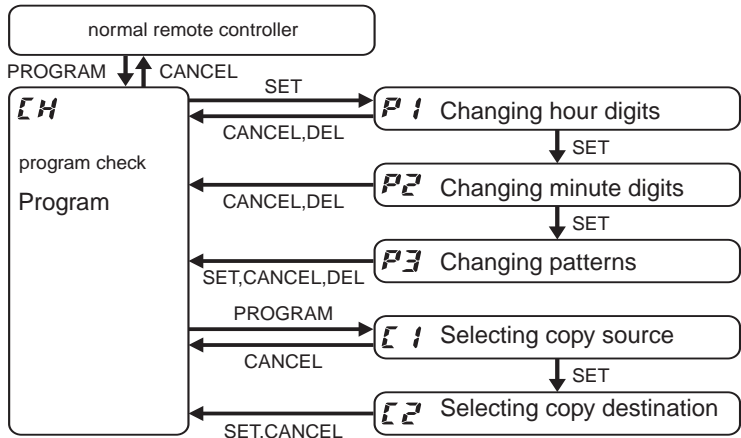 normal remote controller
PROGRAM CANCEL
CH
program check
Program
SET
CANCEL,DEL
P1 Changing hour digits
SET
CANCEL,DEL
P2 Changing minute digits
SET
SET,CANCEL,DEL
P3 Changing patterns
PROGRAM
CANCEL
C1 Selecting copy source
SET
SET,CANCEL
C2 Selecting copy destination